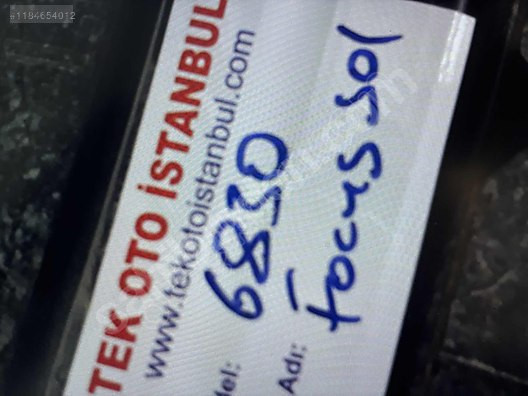 #1184654012
TEK OTO İSTANBUL
www.tekotoistanbul.com
del: 6830
Adı: Focus sol